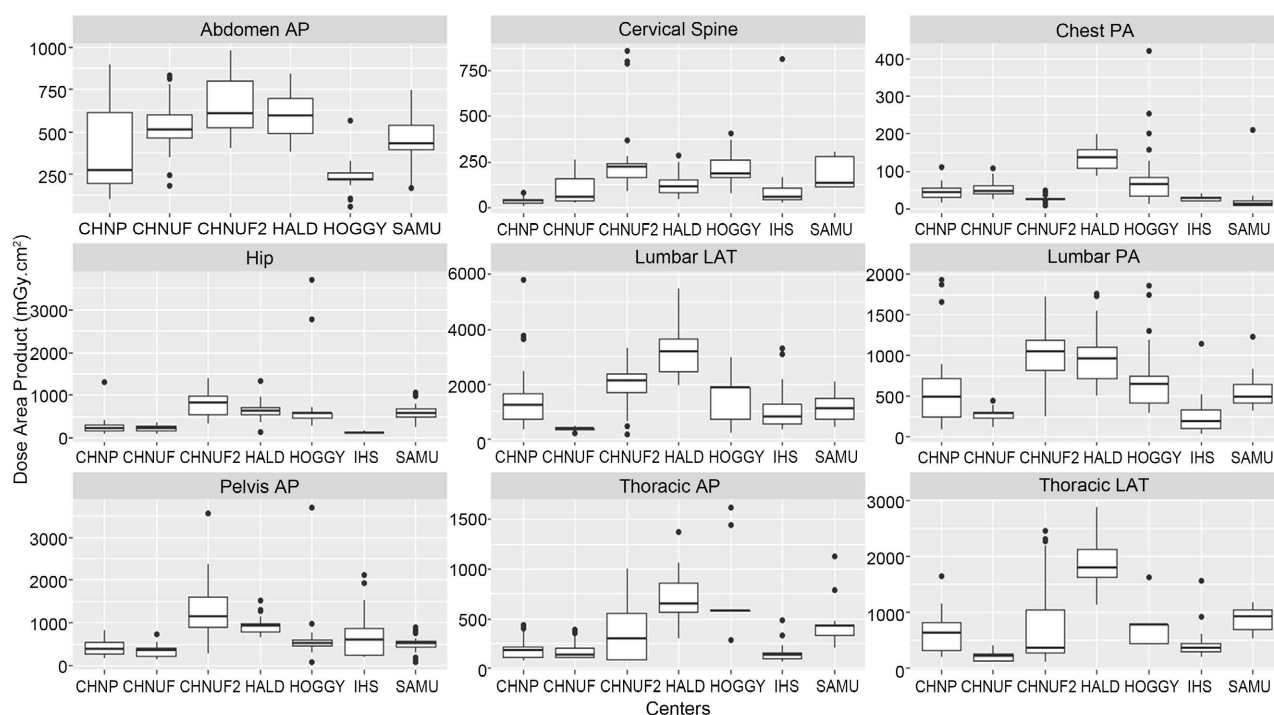 Abdomen AP
Cervical Spine
Chest PA
1000
750
500
250
750
500
250
0
400
300
200
100
0
CHNP CHNUF CHNUF2 HALD HOGGY SAMU
CHNP CHNUF CHNUF2 HALD HOGGY IHS SAMU
CHNP CHNUF CHNUF2 HALD HOGGY IHS SAMU
Dose Area Product (mGy.cm²)
Hip
Lumbar LAT
Lumbar PA
3000
2000
1000
0
6000
4000
2000
0
2000
1500
1000
500
0
CHNP CHNUF CHNUF2 HALD HOGGY IHS SAMU
CHNP CHNUF CHNUF2 HALD HOGGY IHS SAMU
CHNP CHNUF CHNUF2 HALD HOGGY IHS SAMU
Pelvis AP
Thoracic AP
Thoracic LAT
3000
2000
1000
0
1500
1000
500
0
3000
2000
1000
0
CHNP CHNUF CHNUF2 HALD HOGGY IHS SAMU
CHNP CHNUF CHNUF2 HALD HOGGY IHS SAMU
CHNP CHNUF CHNUF2 HALD HOGGY IHS SAMU
Centers